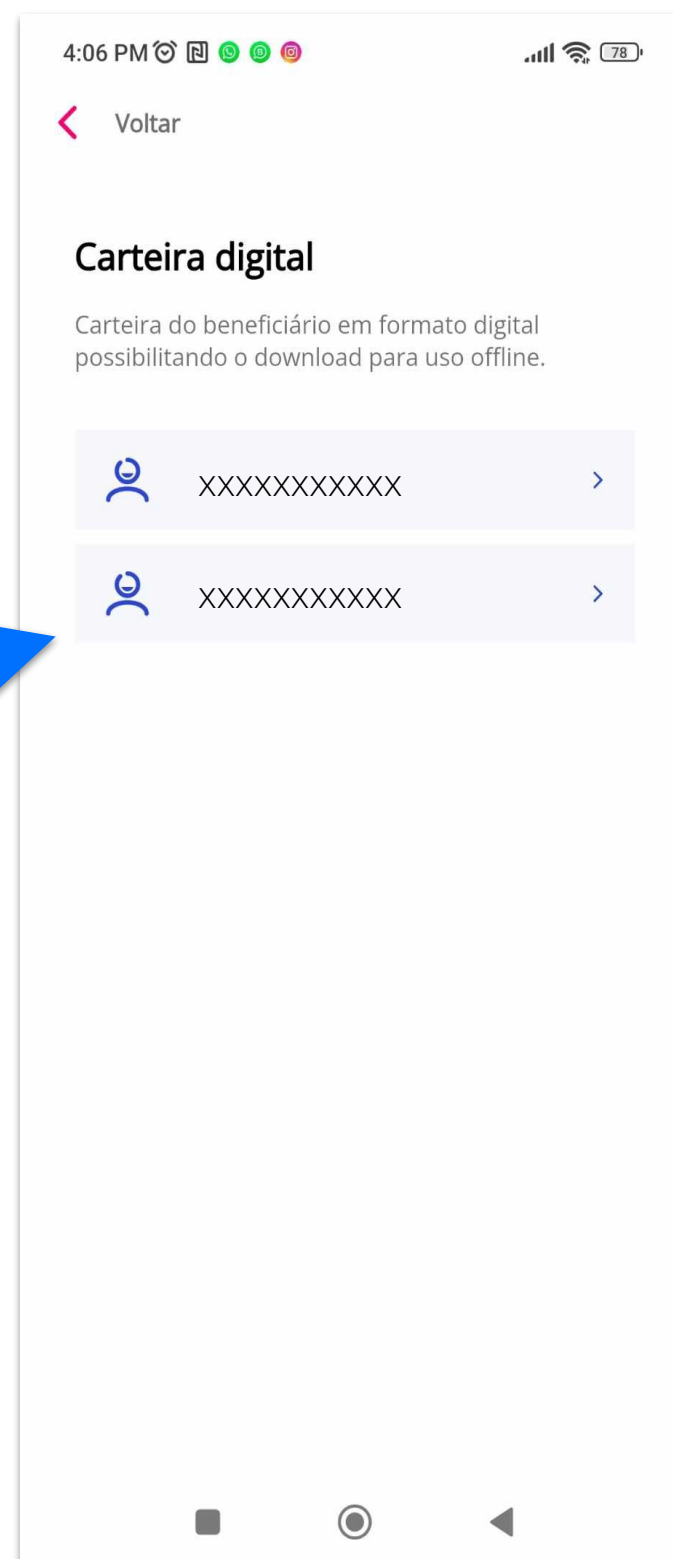 4:06 PM 78
Voltar
Carteira digital
Carteira do beneficiário em formato digital
possibilitando o download para uso offline.
XXXXXXXXXXX
XXXXXXXXXXX